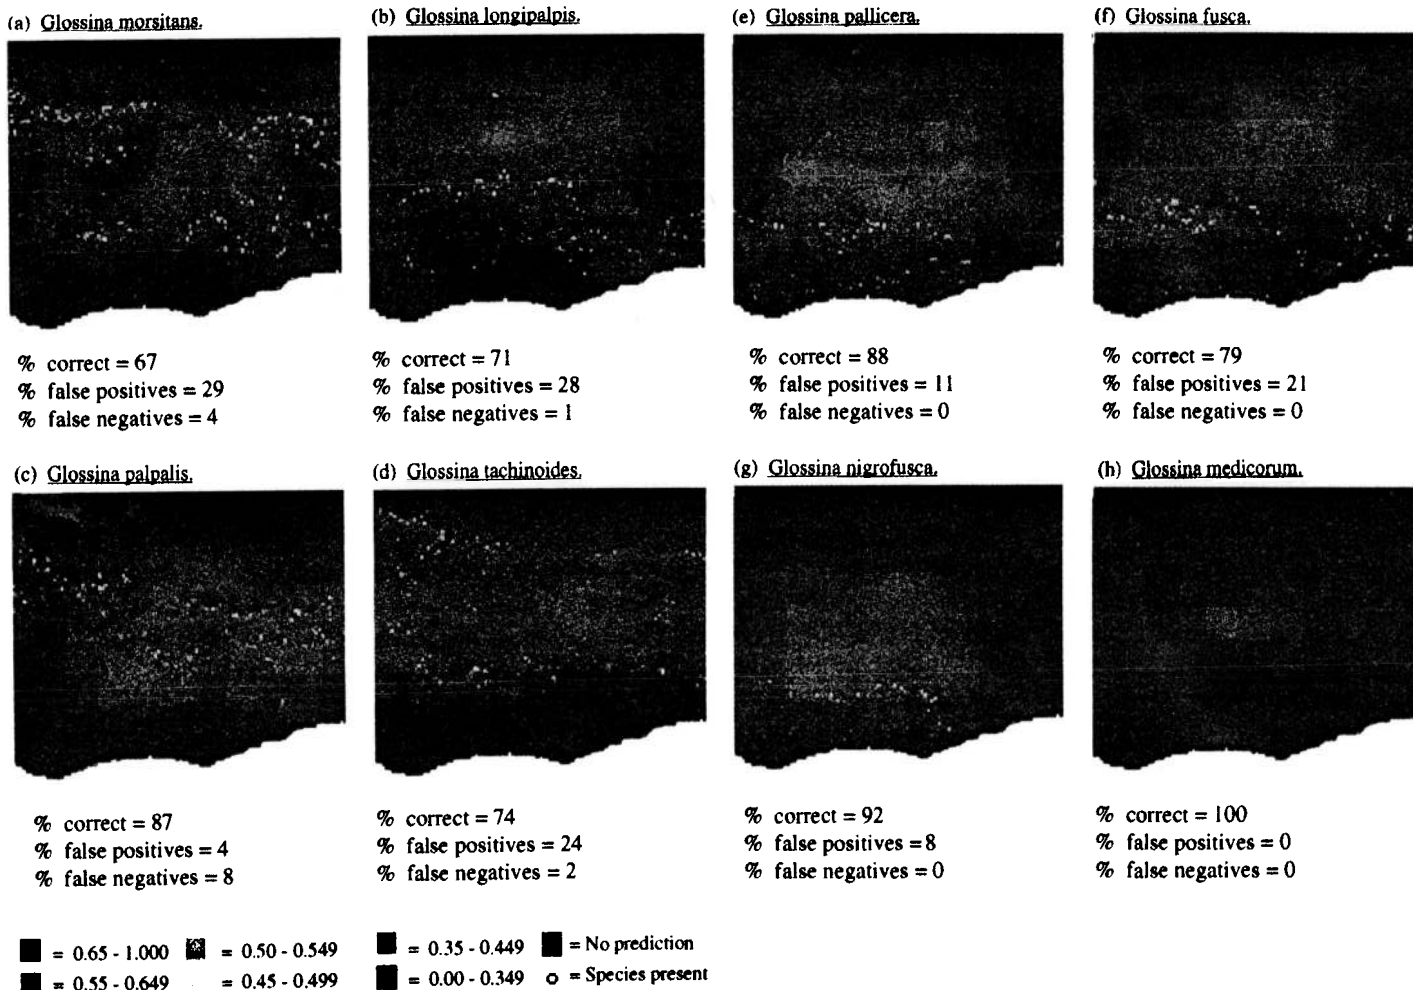 (a) Glossina morsitans.
(b) Glossina longipalpis.
(e) Glossina pallicera.
(f) Glossina fusca.
% correct = 67
% false positives = 29
% false negatives = 4
% correct = 71
% false positives = 28
% false negatives = 1
% correct = 88
% false positives = 11
% false negatives = 0
% correct = 79
% false positives = 21
% false negatives = 0
(c) Glossina palpalis.
(d) Glossina tachinoides.
(g) Glossina nigrofusca.
(h) Glossina medicorum.
% correct = 87
% false positives = 4
% false negatives = 8
% correct = 74
% false positives = 24
% false negatives = 2
% correct = 92
% false positives = 8
% false negatives = 0
% correct = 100
% false positives = 0
% false negatives = 0
= 0.65 - 1.000
= 0.50 - 0.549
= 0.35 - 0.449
= No prediction
= 0.55 - 0.649
= 0.45 - 0.499
= 0.00 - 0.349
= Species present